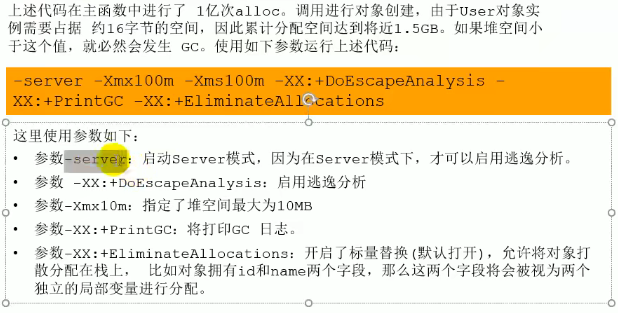 上述代码在主函数中进行了 1亿次alloc。调用进行对象创建，由于User对象实
例需要占据 约16字节的空间，因此累计分配空间达到将近1.5GB。如果堆空间小
于这个值，就必然会发生 GC。使用如下参数运行上述代码：
-server -Xmx100m -Xms100m -XX:+DoEscapeAnalysis -
XX:+PrintGC -XX:+EliminateAllocations
这里使用参数如下：
• 参数-server：启动Server模式，因为在Server模式下，才可以启用逃逸分析。
• 参数 -XX:+DoEscapeAnalysis：启用逃逸分析
• 参数-Xmx10m：指定了堆空间最大为10MB
• 参数-XX:+PrintGC：将打印GC 日志。
• 参数-XX:+EliminateAllocations：开启了标量替换(默认打开)，允许将对象打
散分配在栈上， 比如对象拥有id和name两个字段，那么这两个字段将会被视为两个
独立的局部变量进行分配。